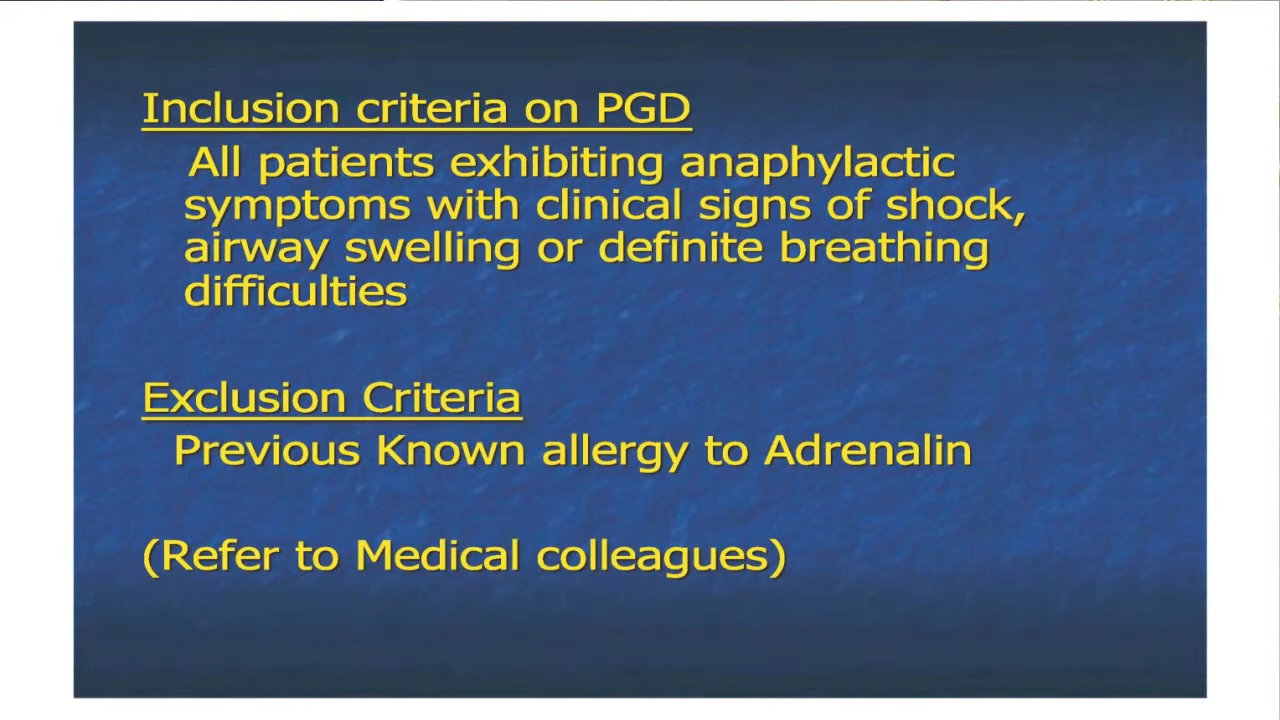 Inclusion criteria on PGD
All patients exhibiting anaphylactic
symptoms with clinical signs of shock,
airway swelling or definite breathing
difficulties
Exclusion Criteria
Previous Known allergy to Adrenalin
(Refer to Medical colleagues)